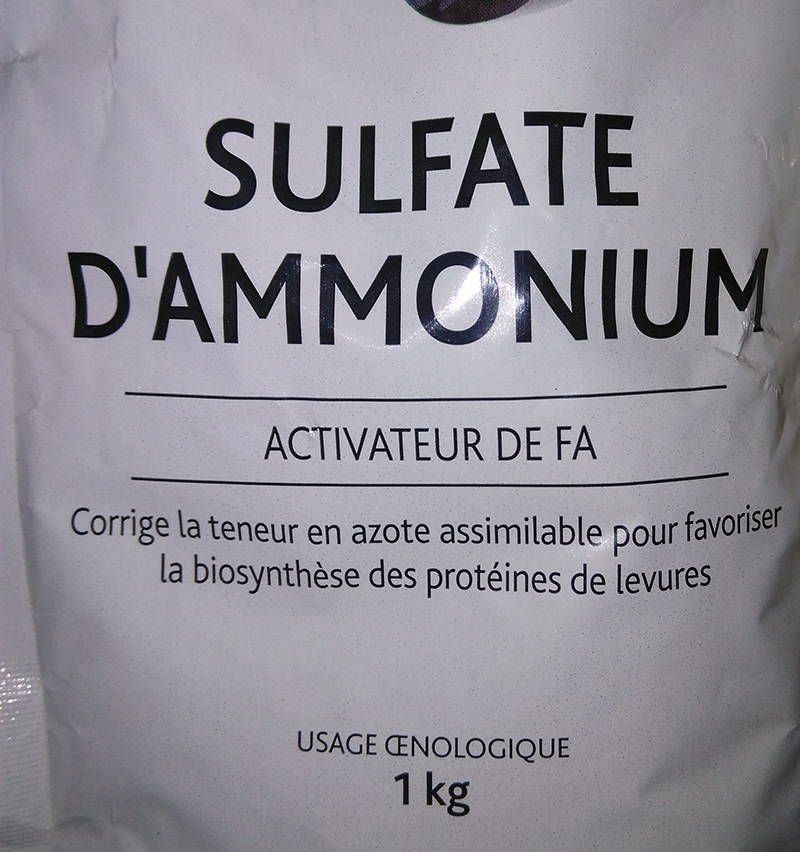 SULFATE
D'AMMONIUM
ACTIVATEUR DE FA
Corrige la teneur en azote assimilable pour favoriser
la biosynthèse des protéines de levures
USAGE ŒNOLOGIQUE
1 kg